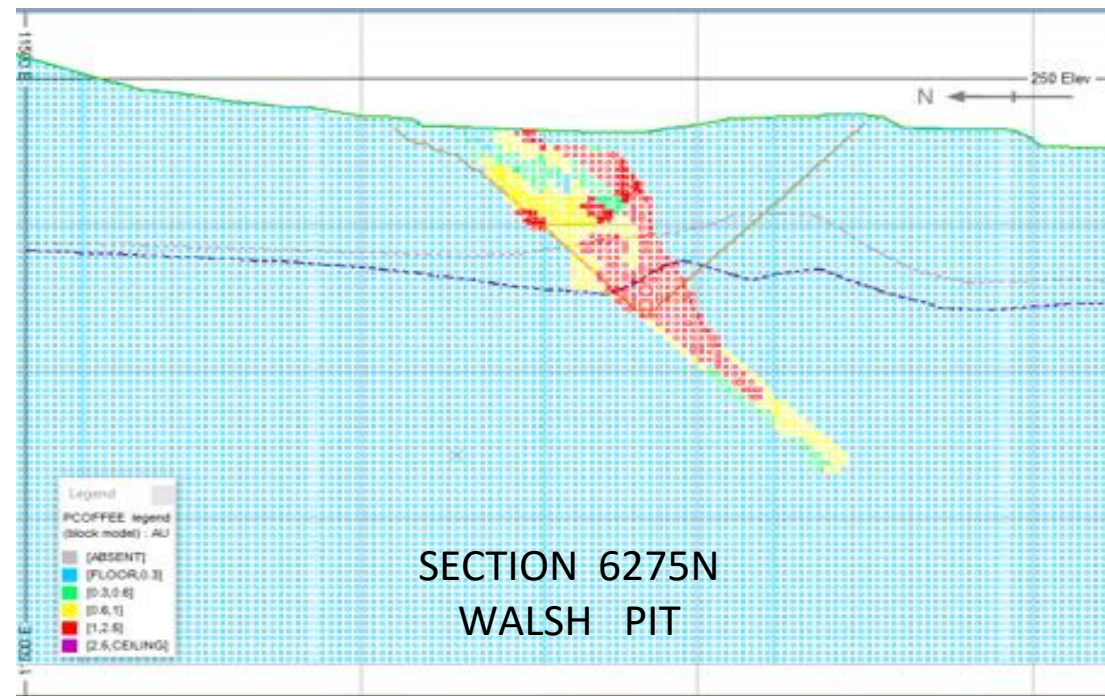 250 Elev
N
Legend
PCOFFEE legend
(block model) : AU
[ABSENT]
[FLOOR,0.3]
[0.3,0.6]
[0.6,1]
[1,2.6]
[2.6,CEILING]
SECTION 6275N
WALSH PIT